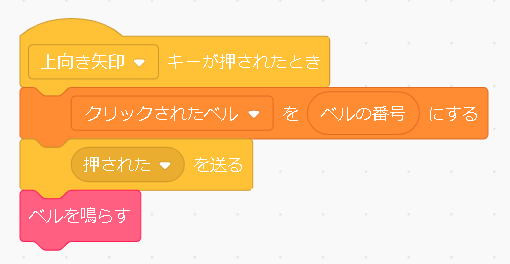 上向き矢印 キーが押されたとき
クリックされたベル を ベルの番号 にする
押された を送る
ベルを鳴らす